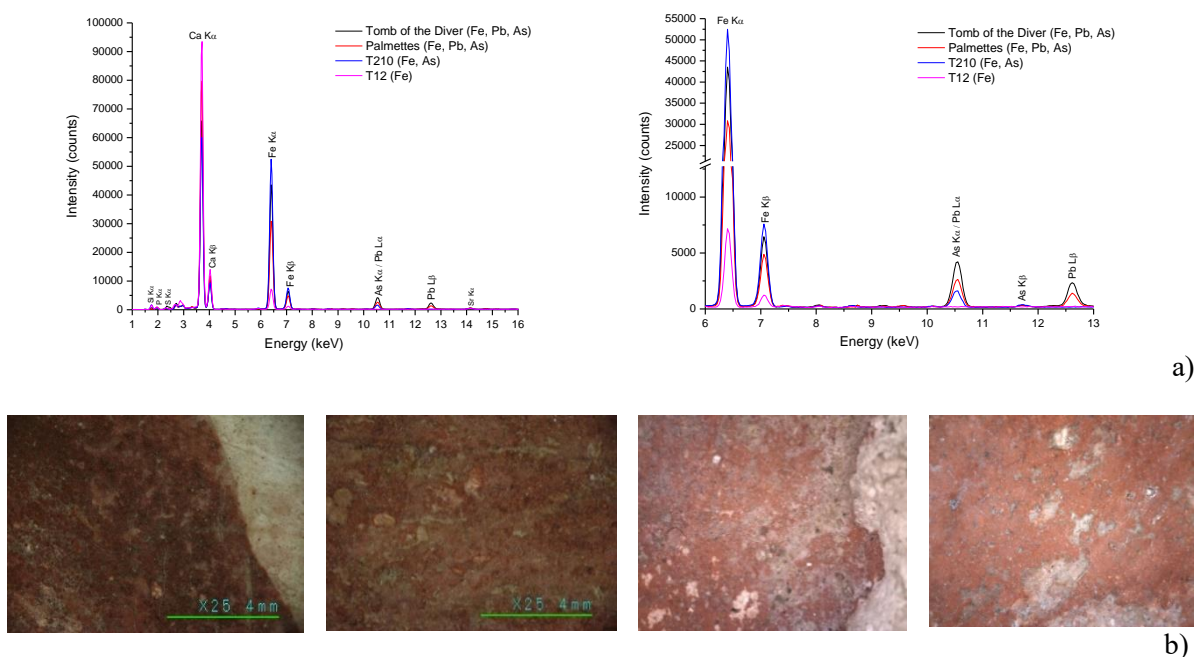 100000
90000
80000
70000
60000
50000
40000
30000
20000
10000
0
Intensity (counts)
1 2 3 4 5 6 7 8 9 10 11 12 13 14 15 16
Energy (keV)
S Kα
P Kα
S Kα
Ca Kα
Ca Kβ
Fe Kα
Fe Kβ
As Kα / Pb Lα
Pb Lβ
Sr Kα
Tomb of the Diver (Fe, Pb, As)
Palmettes (Fe, Pb, As)
T210 (Fe, As)
T12 (Fe)
55000
50000
45000
40000
35000
30000
25000
10000
5000
0
Intensity (counts)
6 7 8 9 10 11 12 13
Energy (keV)
Fe Kα
Fe Kβ
As Kα / Pb Lα
As Kβ
Pb Lβ
Tomb of the Diver (Fe, Pb, As)
Palmettes (Fe, Pb, As)
T210 (Fe, As)
T12 (Fe)
a)
X25 4mm
X25 4mm
b)